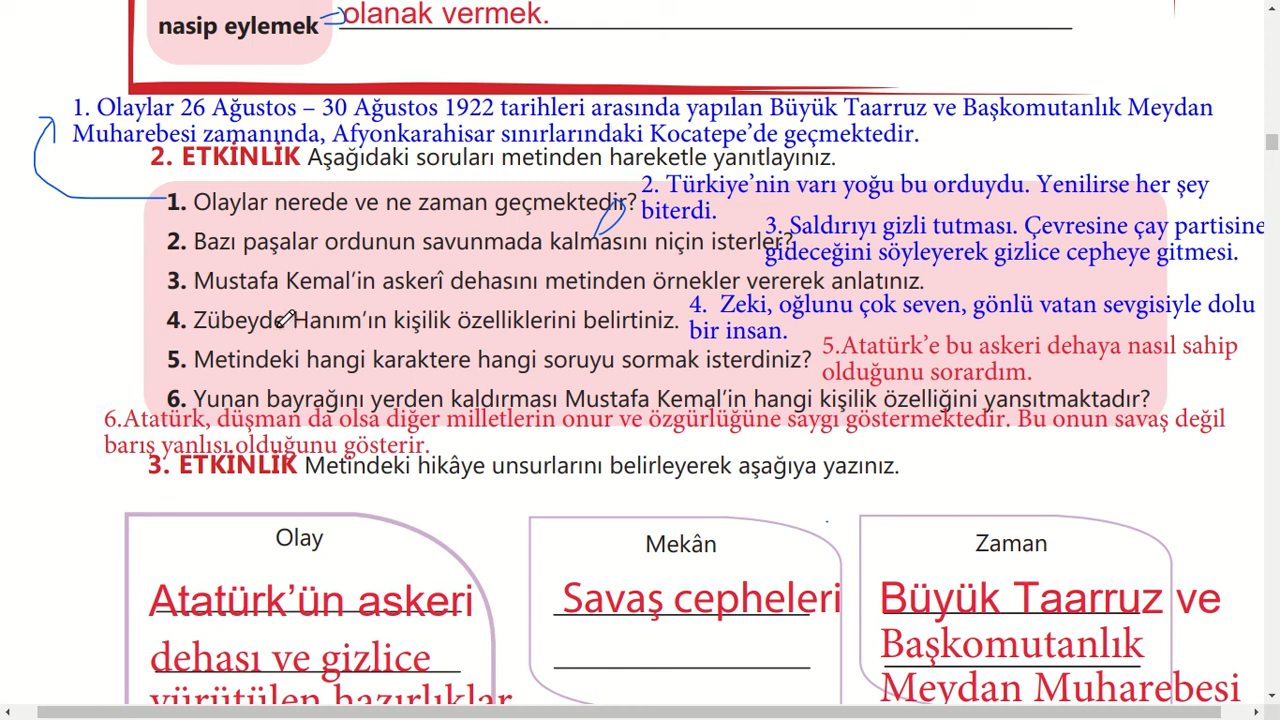 nasip eylemek
olanak vermek.
1. Olaylar 26 Ağustos – 30 Ağustos 1922 tarihleri arasında yapılan Büyük Taarruz ve Başkomutanlık Meydan
Muharebesi zamanında, Afyonkarahisar sınırlarındaki Kocatepe’de geçmektedir.
2. ETKİNLİK Aşağıdaki soruları metinden hareketle yanıtlayınız.
1. Olaylar nerede ve ne zaman geçmektedir?
2. Türkiye’nin varı yoğu bu orduydu. Yenilirse her şey
biterdi.
2. Bazı paşalar ordunun savunmada kalmasını niçin isterler?
3. Saldırıyı gizli tutması. Çevresine çay partisine
gideceğini söyleyerek gizlice cepheye gitmesi.
3. Mustafa Kemal’in askerî dehasını metinden örnekler vererek anlatınız.
4. Zübeyde Hanım’ın kişilik özelliklerini belirtiniz.
4. Zeki, oğlunu çok seven, gönlü vatan sevgisiyle dolu
bir insan.
5. Metindeki hangi karaktere hangi soruyu sormak isterdiniz?
5.Atatürk’e bu askeri dehaya nasıl sahip
olduğunu sorardım.
6. Yunan bayrağını yerden kaldırması Mustafa Kemal’in hangi kişilik özelliğini yansıtmaktadır?
6.Atatürk, düşman da olsa diğer milletlerin onur ve özgürlüğüne saygı göstermektedir. Bu onun savaş değil
barış yanlısı olduğunu gösterir.
3. ETKİNLİK Metindeki hikâye unsurlarını belirleyerek aşağıya yazınız.
Olay
Atatürk’ün askeri
dehası ve gizlice
yürütülen hazırlıklar
Mekân
Savaş cepheleri
Zaman
Büyük Taarruz ve
Başkomutanlık
Meydan Muharebesi